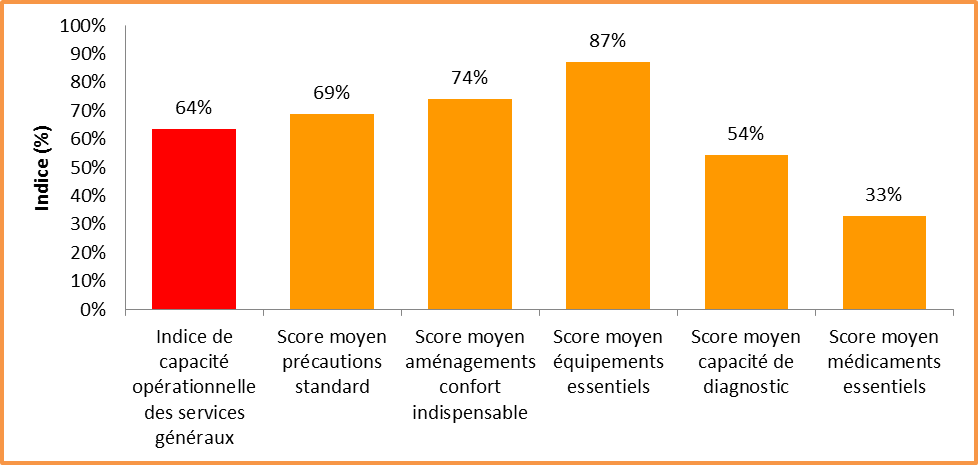 100%
90%
80%
70%
60%
50%
40%
30%
20%
10%
0%
Indice (%)
64%
69%
74%
87%
54%
33%
Indice de
capacité
opérationnelle
des services
généraux
Score moyen
précautions
standard
Score moyen
aménagements
confort
indispensable
Score moyen
équipements
essentiels
Score moyen
capacité de
diagnostic
Score moyen
médicaments
essentiels